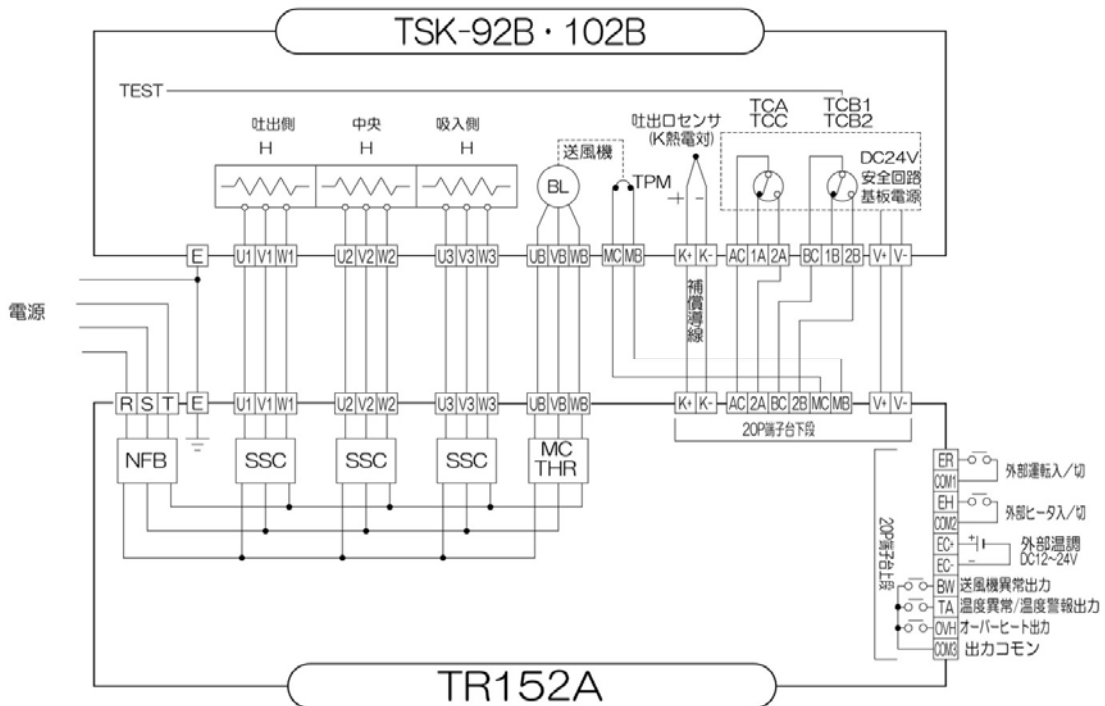 TSK-92B・102B
TEST
吐出側 中央 吸入側
H H H
送風機
BL
TPM
吐出口センサ
(K熱電対)
+ -
TCA
TCC
TCB1
TCB2
DC24V
安全回路
基板電源
E U1 V1 W1 U2 V2 W2 U3 V3 W3 UB VB WB MC MB K+ K- AC 1A 2A BC 1B 2B V+ V-
電源
補償導線
R S T E U1 V1 W1 U2 V2 W2 U3 V3 W3 UB VB WB K+ K- AC 2A BC 2B MC MB V+ V-
20P端子台下段
NFB SSC SSC SSC MC
THR
20P端子台上段
ER
COM1
外部運転入/切
EH
COM2
外部ヒータ入/切
EC+
EC-
+
-
外部温調
DC12~24V
BW 送風機異常出力
TA 温度異常/温度警報出力
OVH オーバーヒート出力
COM3 出力コモン
TR152A